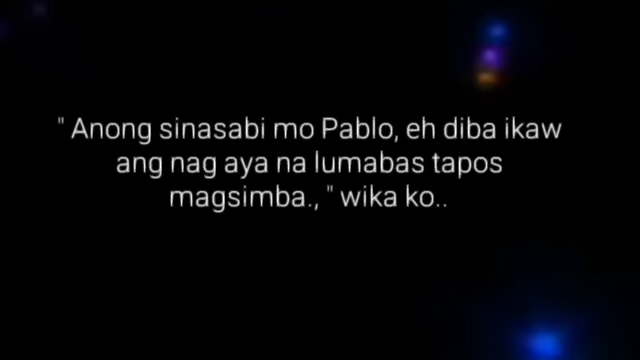 " Anong sinasabi mo Pablo, eh diba ikaw
ang nag aya na lumabas tapos
magsimba., " wika ko..